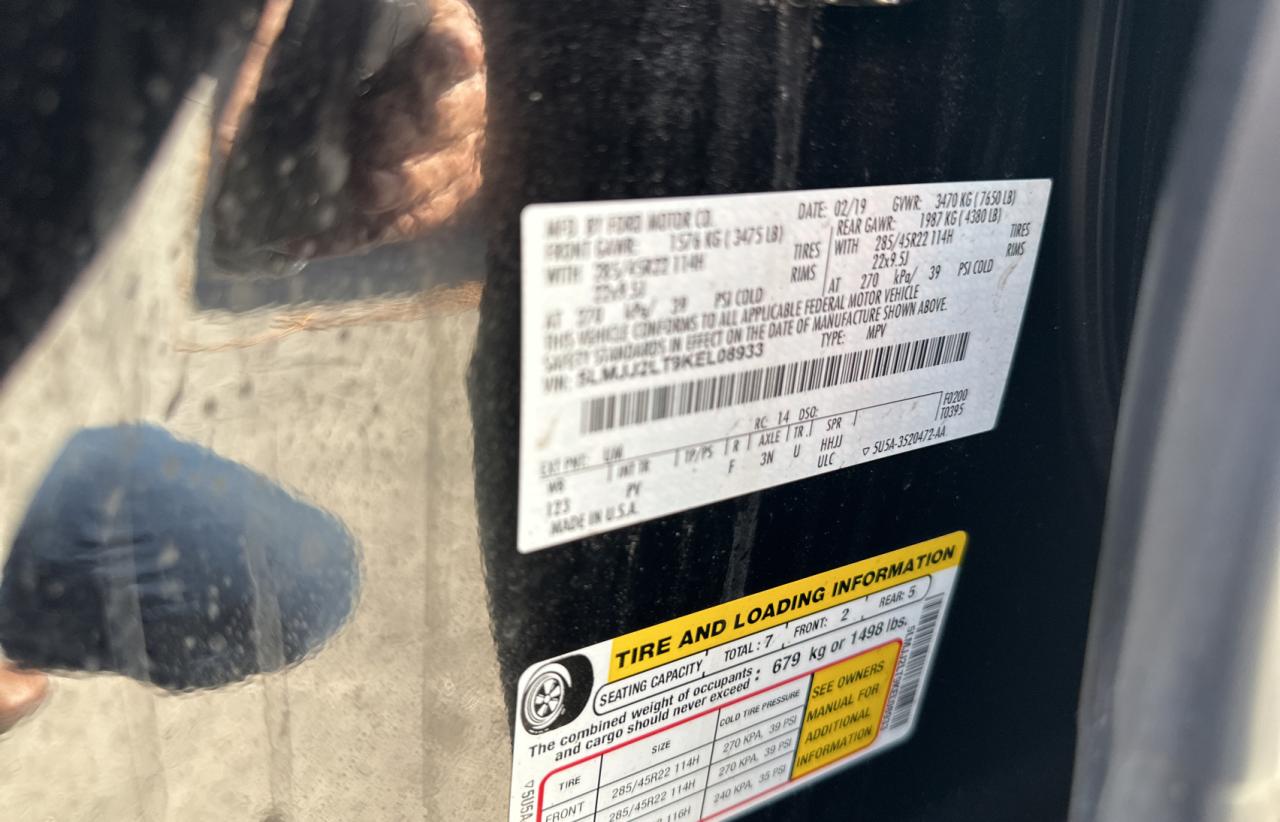 MFD. BY FORD MOTOR CO.
DATE: 02/19 GVWR: 3470 KG ( 7650 LB)
FRONT GAWR: 1576 KG ( 3475 LB)
WITH 285/45R22 114H TIRES
22x9.5J RIMS
AT 270 kPa/ 39 PSI COLD
REAR GAWR: 1987 KG ( 4380 LB)
WITH 285/45R22 114H TIRES
22x9.5J RIMS
AT 270 kPa/ 39 PSI COLD
THIS VEHICLE CONFORMS TO ALL APPLICABLE FEDERAL MOTOR VEHICLE
SAFETY STANDARDS IN EFFECT ON THE DATE OF MANUFACTURE SHOWN ABOVE.
VIN: 5LMJJ2LT9KEL08933 TYPE: MPV
F0200
T0395
EXT PNT: UM RC: 14 DSO:
INT TR TP/PS R AXLE TR. SPR
W6 F 3N U HHJJ
123 PV ULC
MADE IN U.S.A. 5U5A-3520472-AA
TIRE AND LOADING INFORMATION
SEATING CAPACITY TOTAL: 7 FRONT: 2 REAR: 5
The combined weight of occupants
and cargo should never exceed : 679 kg or 1498 lbs.
TIRE SIZE COLD TIRE PRESSURE
FRONT 285/45R22 114H 270 KPA, 39 PSI
285/45R22 114H 270 KPA, 39 PSI
116H 240 KPA, 35 PSI
SEE OWNERS
MANUAL FOR
ADDITIONAL
INFORMATION
5U5A